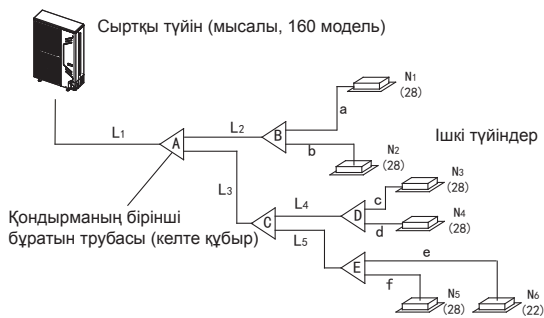 Сыртқы түйін (мысалы, 160 модель)
N1
(28)
a
L1
L2
A
B
b
N2
(28)
Ішкі түйіндер
L3
N3
(28)
c
L4
D
N4
(28)
d
C
L5
Қондырманың бірінші
бұратын трубасы (келте құбыр)
e
E
f
N5
(28)
N6
(22)